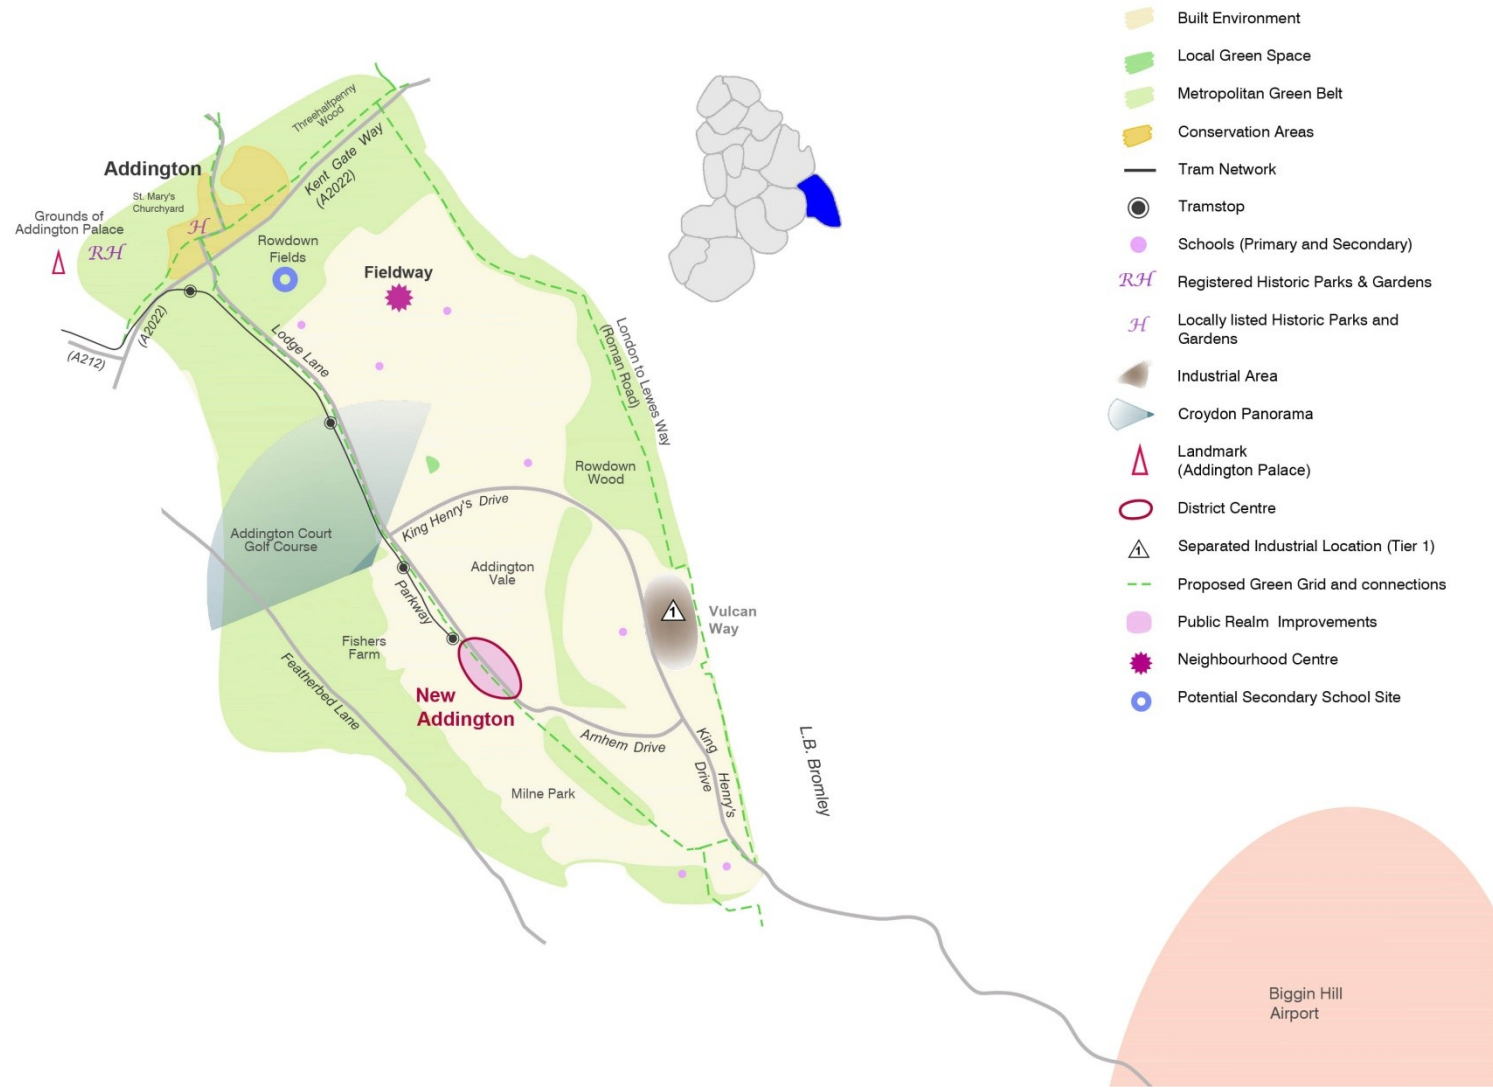 Threehalfpenny
Wood
Kent Gate Way
(A2022)
Addington
St. Mary's
Churchyard
Grounds of
Addington Palace
RH
H
Rowdown
Fields
Fieldway
(A2022)
(A212)
Lodge Lane
London to Lewes Way
(Roman Road)
Rowdown
Wood
King Henry's Drive
Addington Court
Golf Course
Addington
Vale
Parkway
1
Vulcan
Way
Fishers
Farm
Featherbed Lane
New
Addington
Arnhem Drive
King Henry's
Drive
Milne Park
L.B. Bromley
Biggin Hill
Airport
Built Environment
Local Green Space
Metropolitan Green Belt
Conservation Areas
Tram Network
Tramstop
Schools (Primary and Secondary)
RH Registered Historic Parks & Gardens
H Locally listed Historic Parks and
Gardens
Industrial Area
Croydon Panorama
Landmark
(Addington Palace)
District Centre
1 Separated Industrial Location (Tier 1)
Proposed Green Grid and connections
Public Realm Improvements
Neighbourhood Centre
Potential Secondary School Site